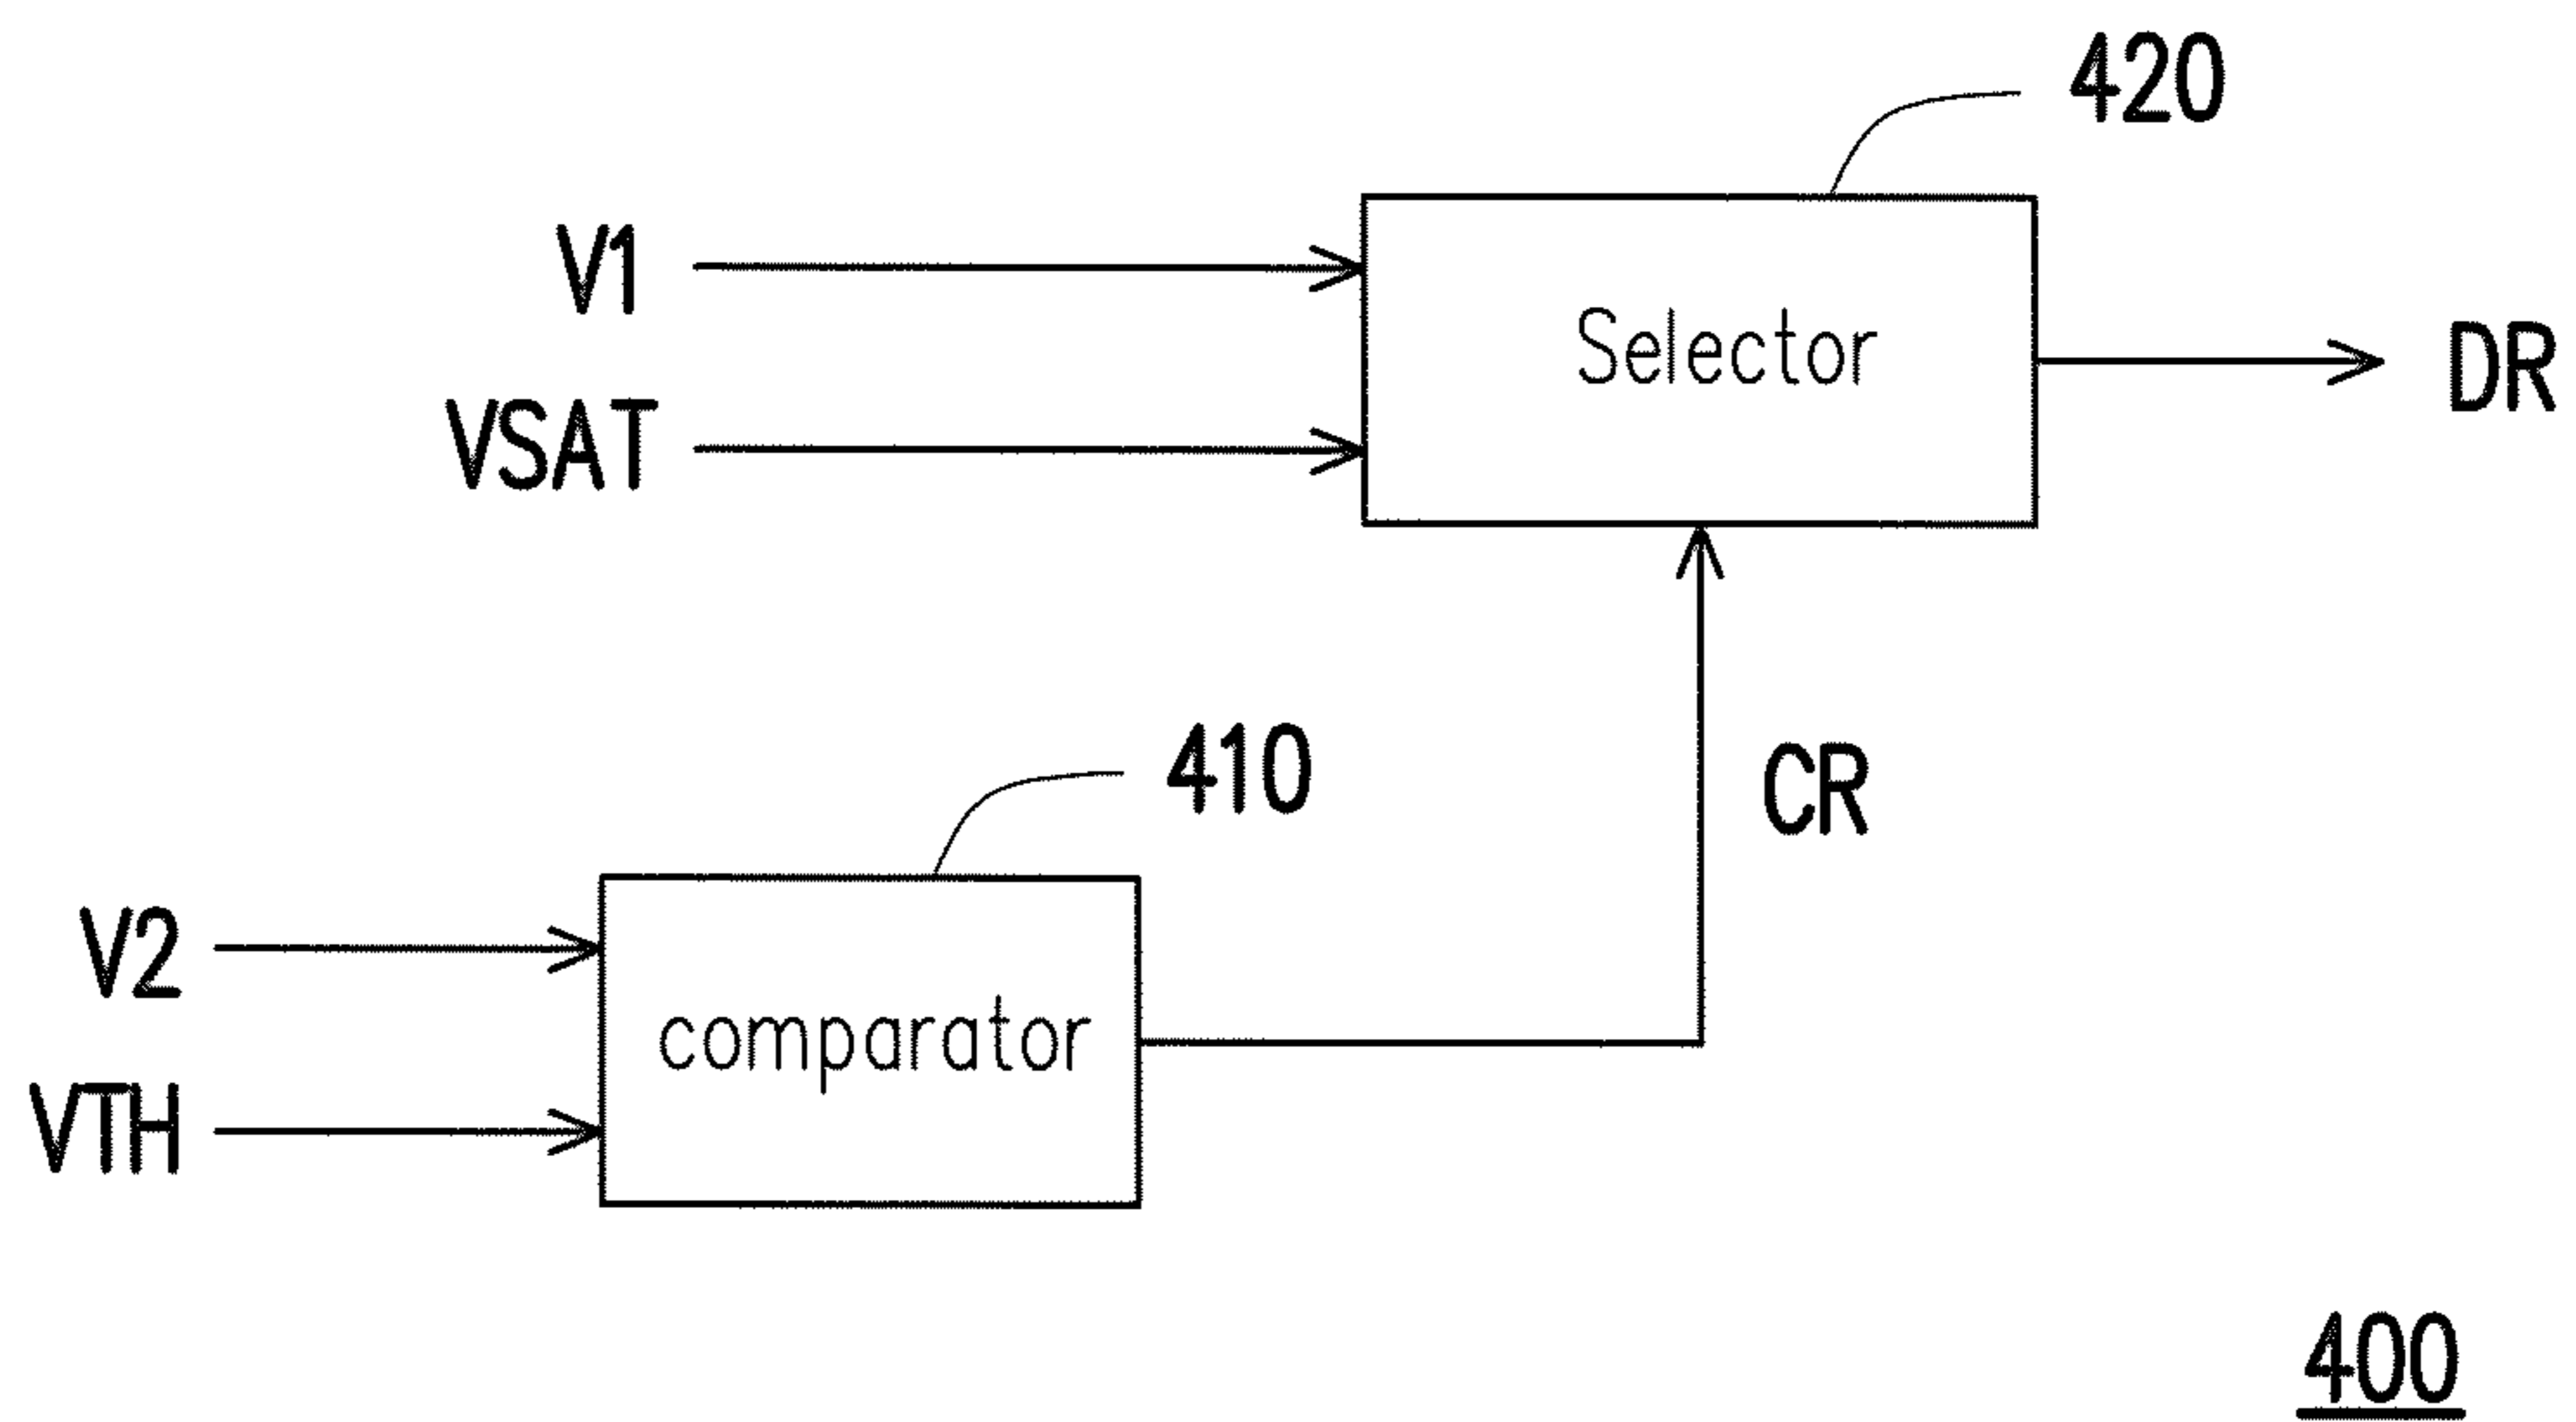 420
V1
Selector
DR
VSAT
410
CR
V2
comparator
VTH
400